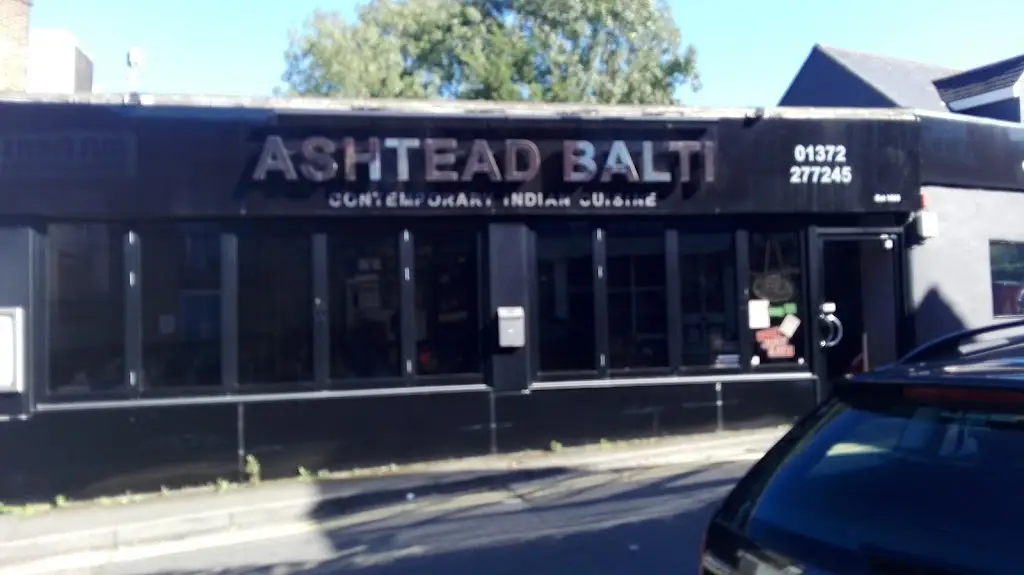 ASHTEAD BALTI
CONTEMPORARY INDIAN CUISINE
01372
277245